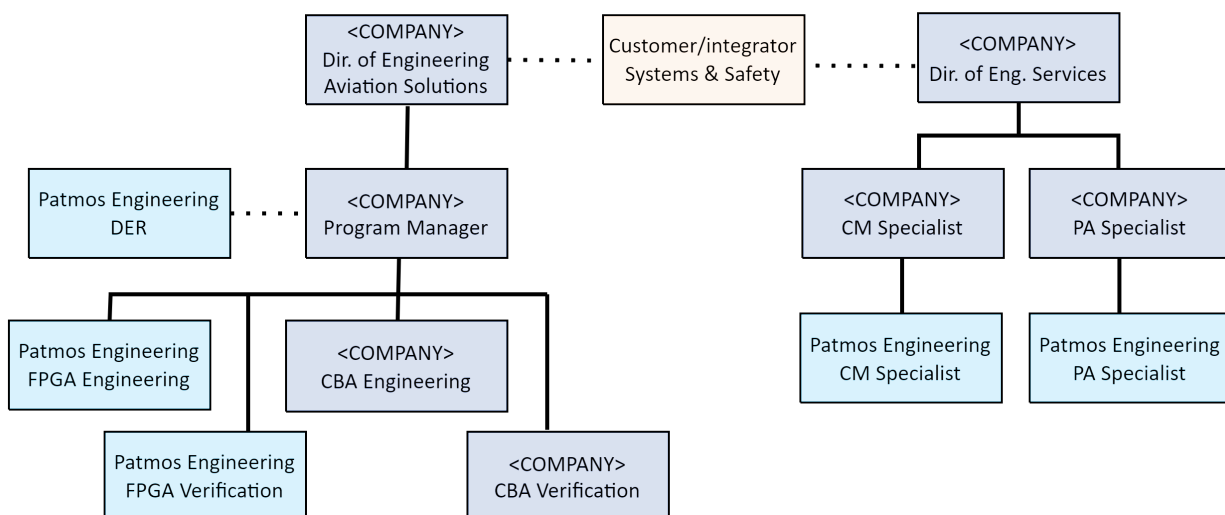 <COMPANY>
Dir. of Engineering
Aviation Solutions
Customer/integrator
Systems & Safety
<COMPANY>
Dir. of Eng. Services
Patmos Engineering
DER
<COMPANY>
Program Manager
<COMPANY>
CM Specialist
<COMPANY>
PA Specialist
Patmos Engineering
FPGA Engineering
<COMPANY>
CBA Engineering
Patmos Engineering
CM Specialist
Patmos Engineering
PA Specialist
Patmos Engineering
FPGA Verification
<COMPANY>
CBA Verification